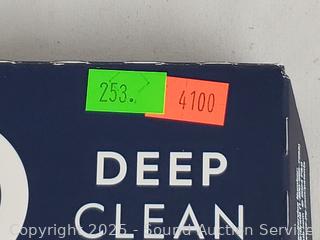 253.
4100
DEEP
CLEAN
Copyright 2025 - Sound Auction Service